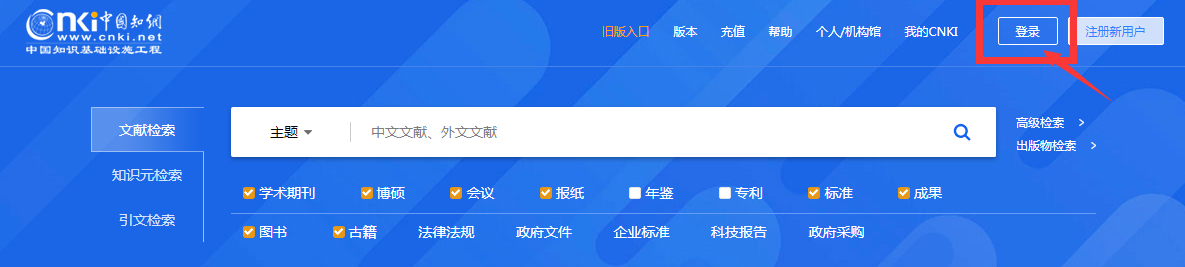 cnki中国知网
www.cnki.net
中国知识基础设施工程
旧版入口 版本 充值 帮助 个人/机构馆 我的CNKI 登录 注册新用户
文献检索 主题 中文文献、外文文献 高级检索 >
出版物检索 >
知识元检索
学术期刊 博硕 会议 报纸 年鉴 专利 标准 成果
引文检索
图书 古籍 法律法规 政府文件 企业标准 科技报告 政府采购